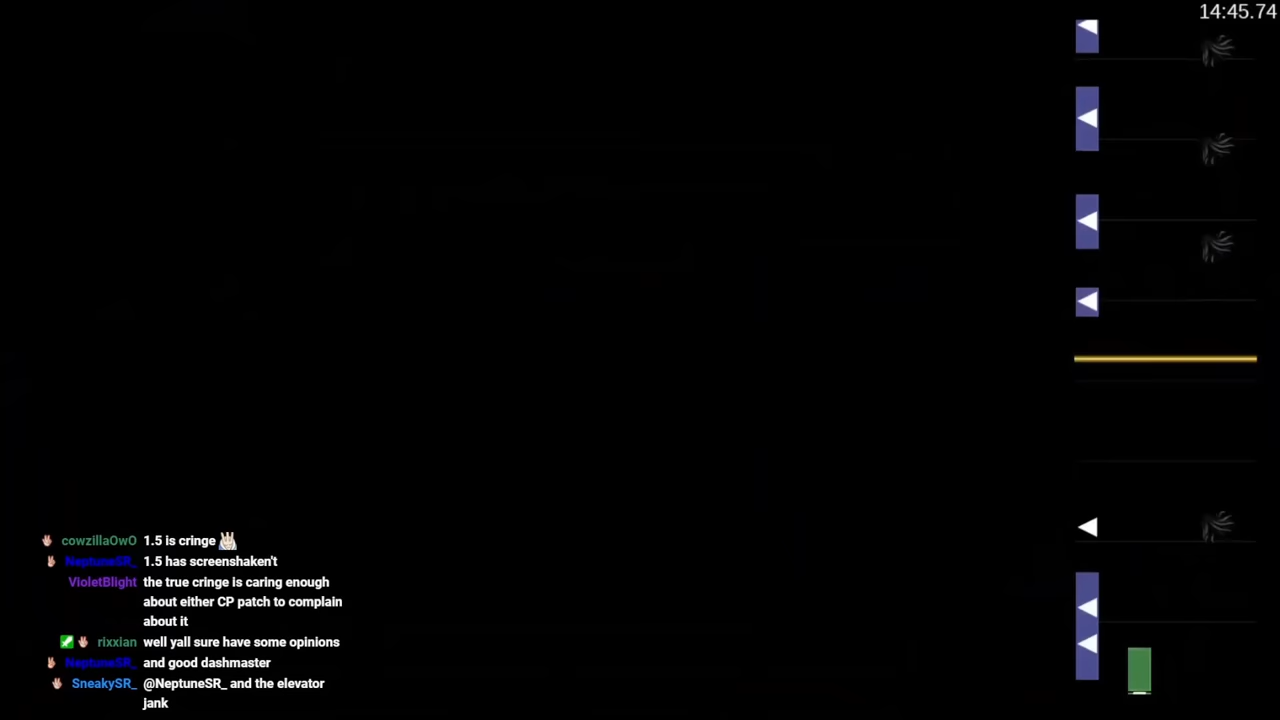 14:45.74
cowzillaOwO 1.5 is cringe
NeptuneSR_ 1.5 has screenshaken't
VioletBlight the true cringe is caring enough
about either CP patch to complain
about it
rixxian well yall sure have some opinions
NeptuneSR_ and good dashmaster
SneakySR_ @NeptuneSR_ and the elevator
jank